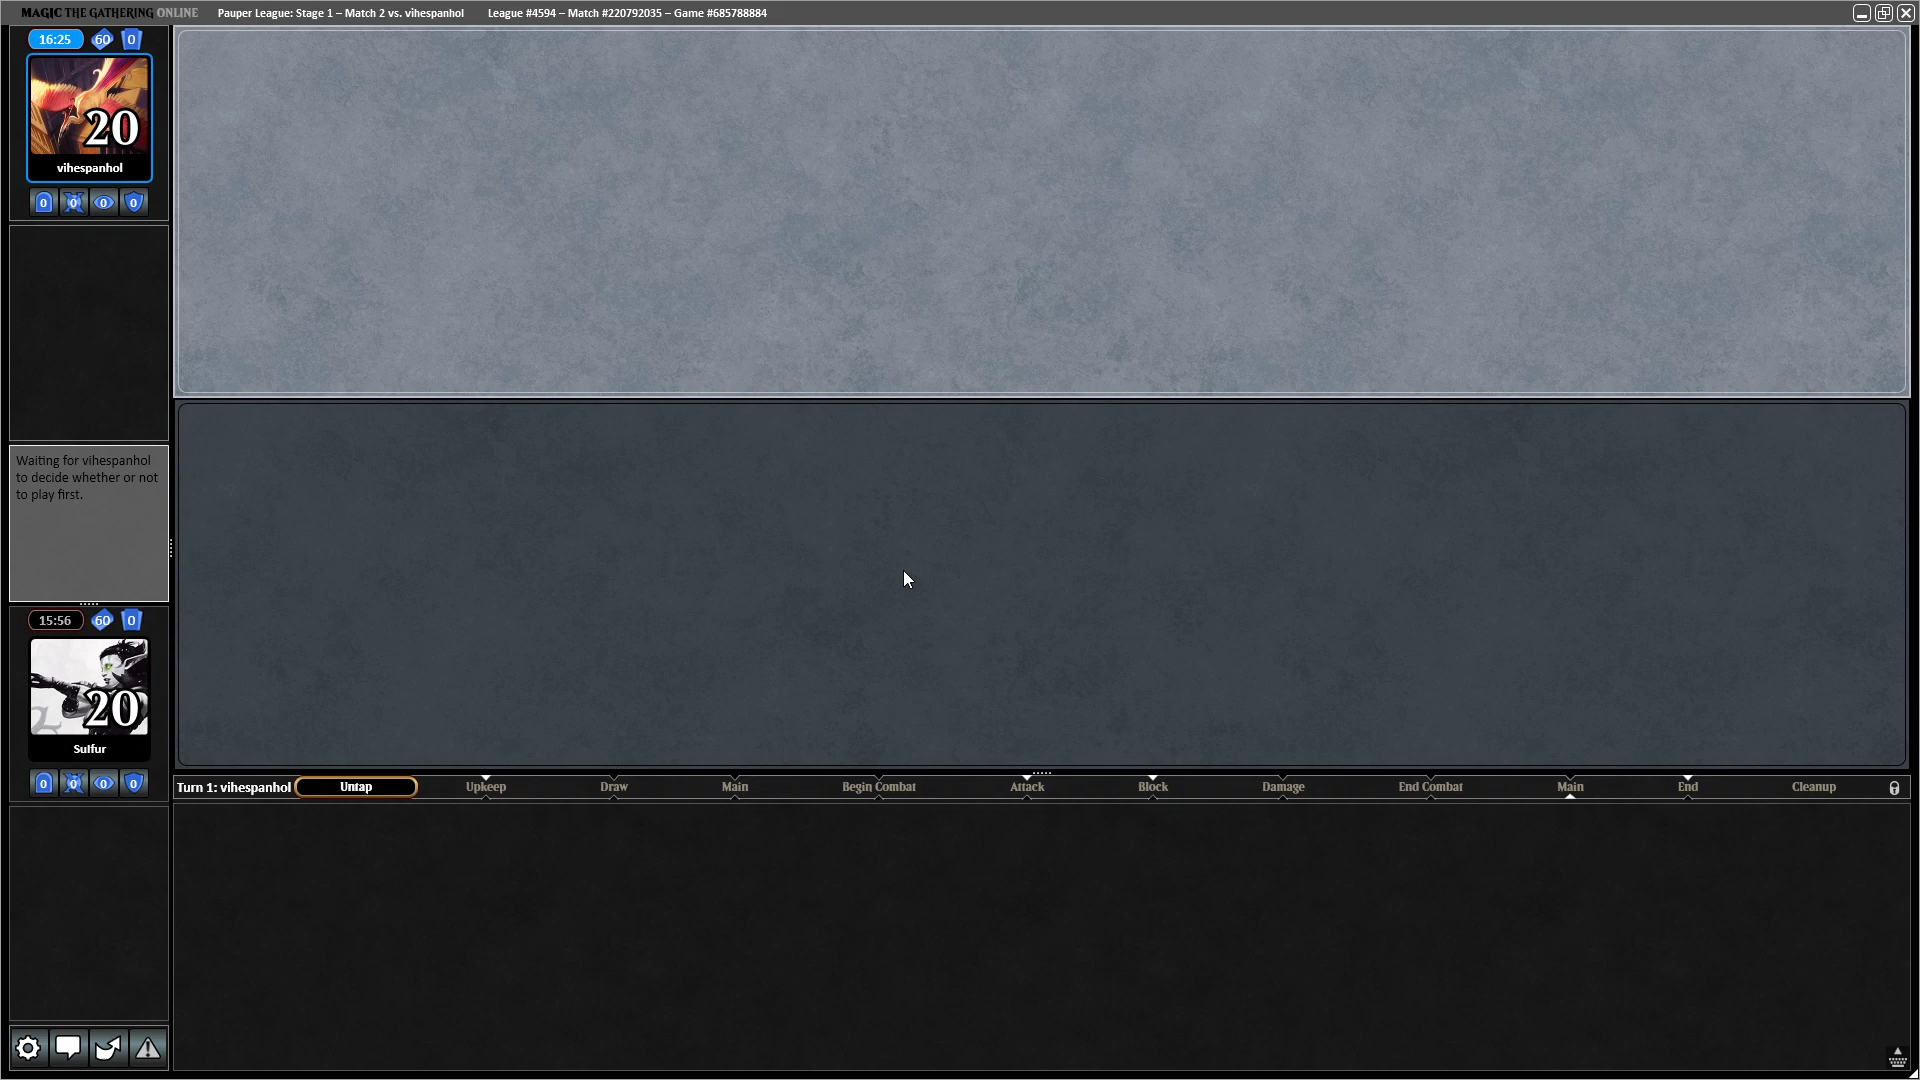 MAGIC THE GATHERING ONLINE Pauper League: Stage 1 – Match 2 vs. vihespanhol League #4594 – Match #220792035 – Game #685788884
16:25 60 0
20
vihespanhol
0 0 0 0
Waiting for vihespanhol
to decide whether or not
to play first.
15:56 60 0
20
Sulfur
0 0 0 0
Turn 1: vihespanhol Untap Upkeep Draw Main Begin Combat Attack Block Damage End Combat Main End Cleanup